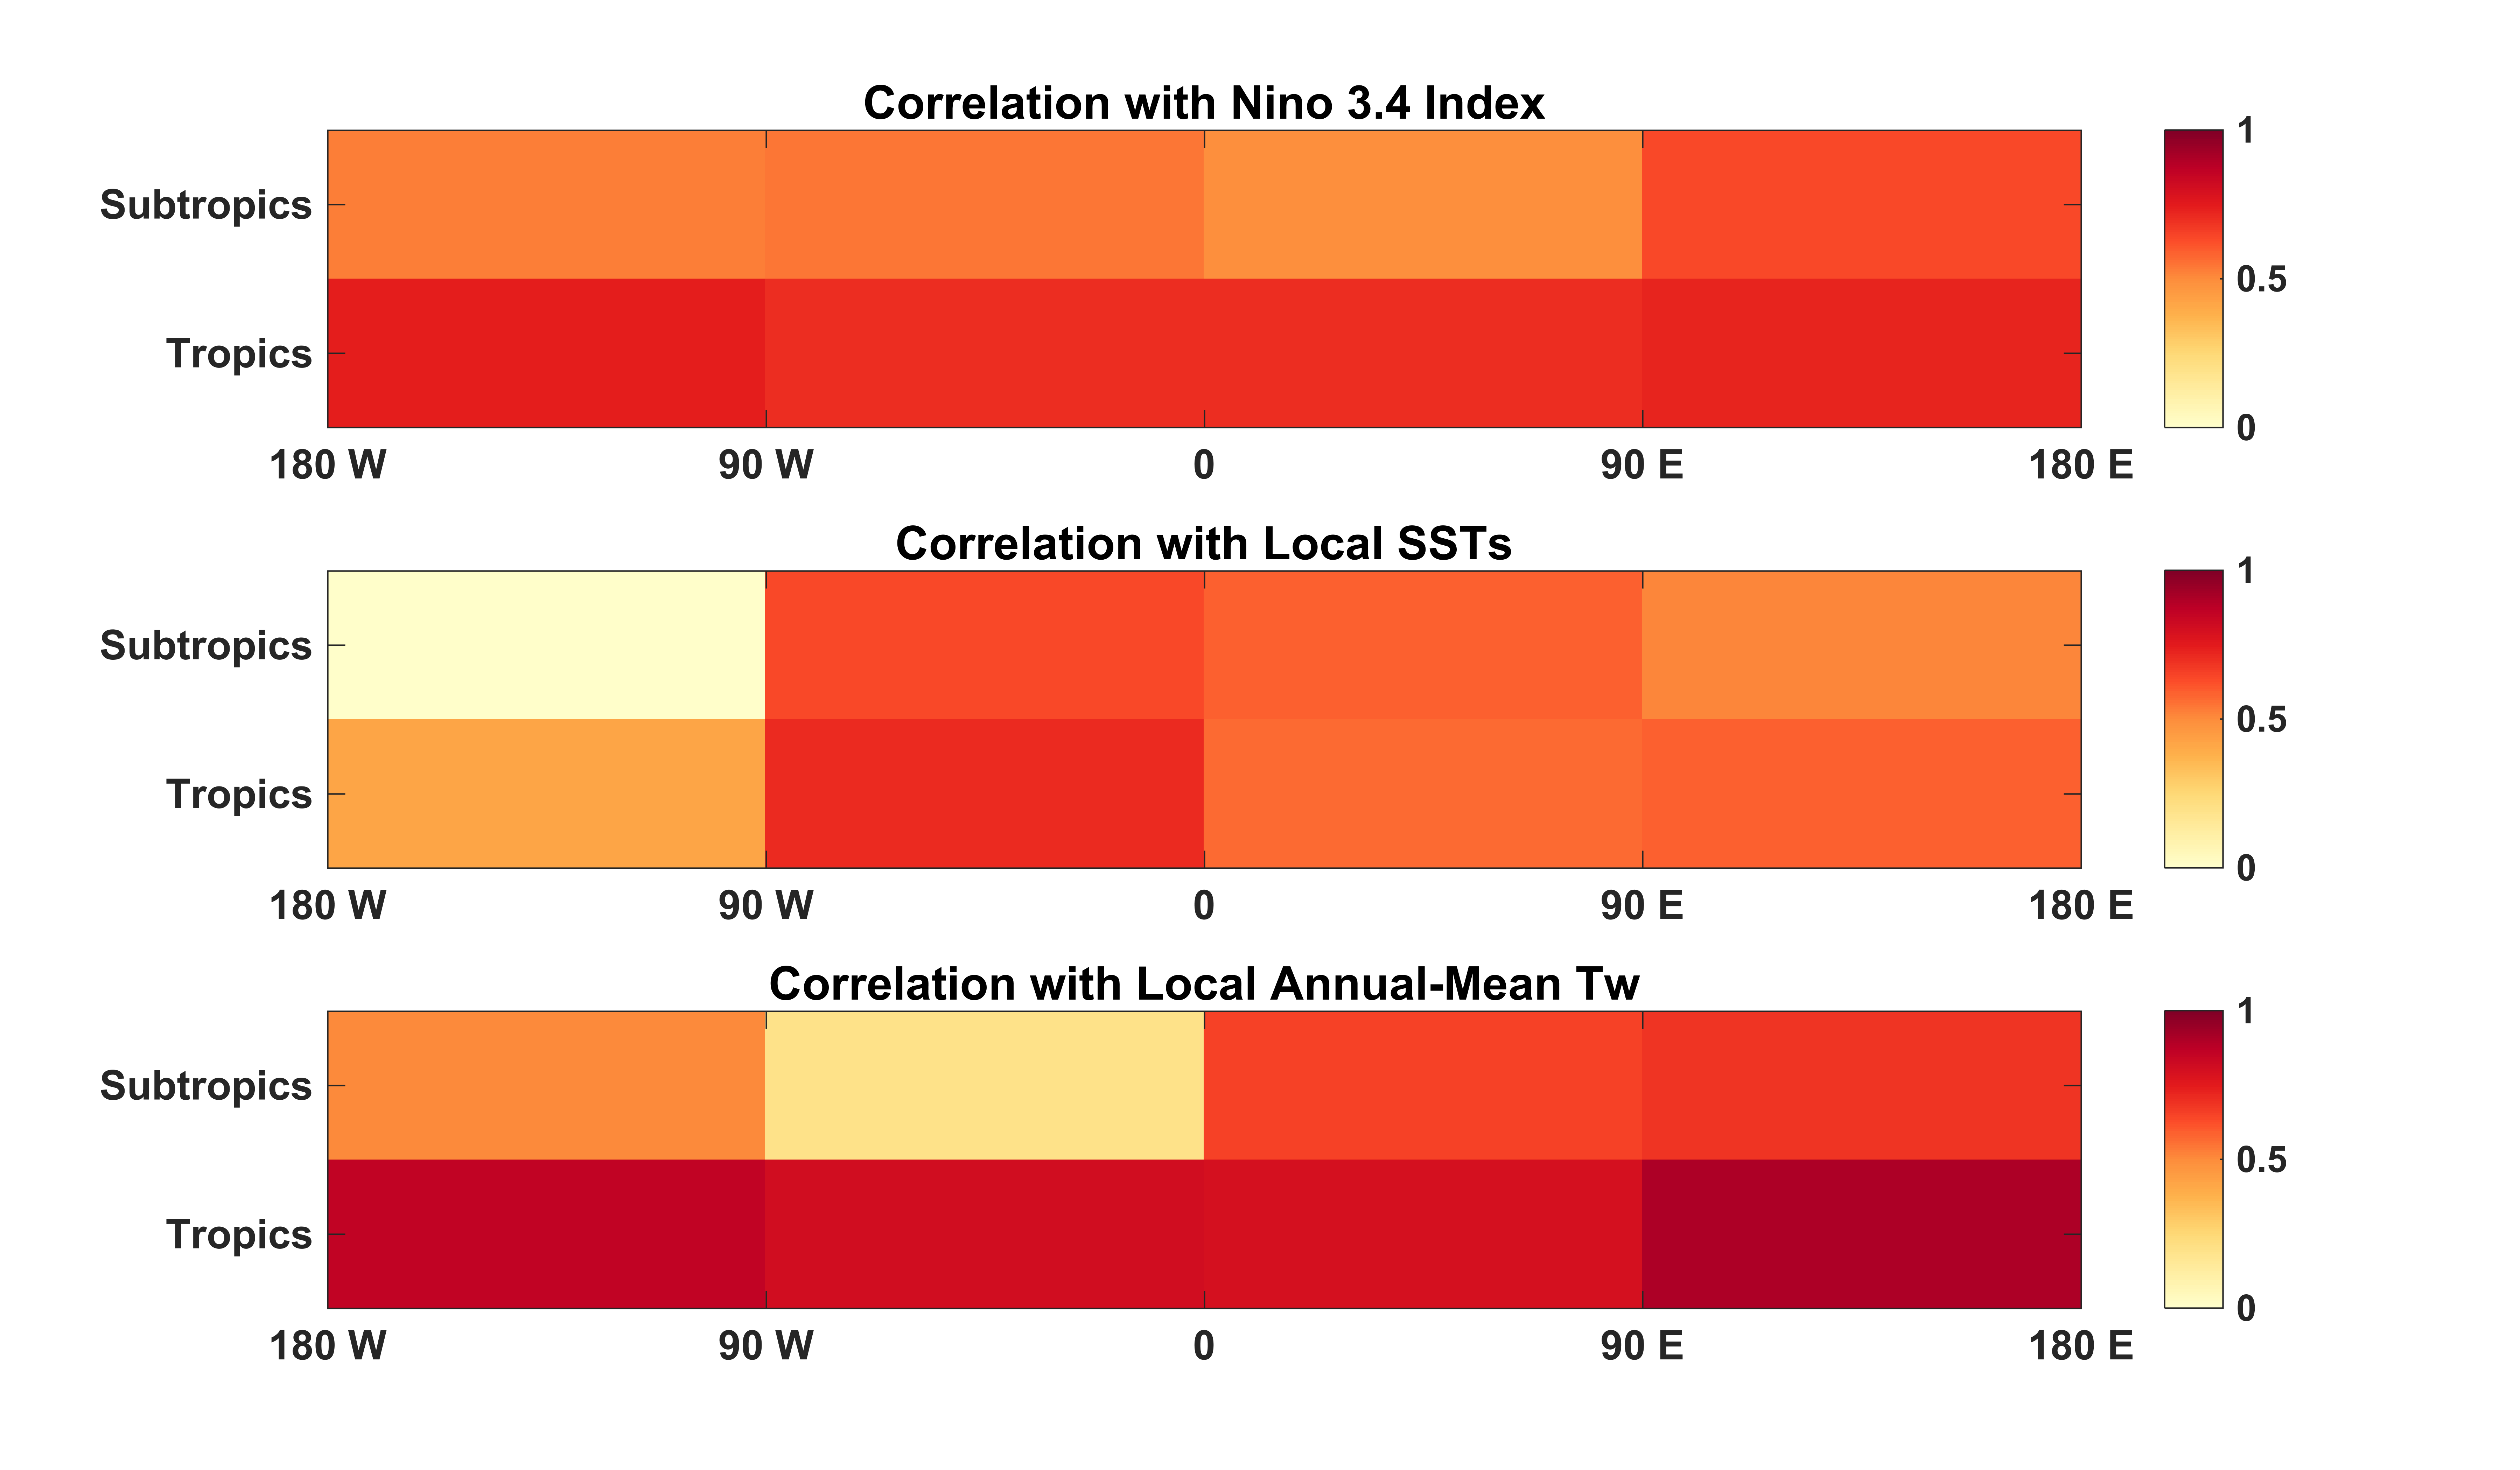 Correlation with Nino 3.4 Index
Subtropics
Tropics
180 W 90 W 0 90 E 180 E
1
0.5
0
Correlation with Local SSTs
Subtropics
Tropics
180 W 90 W 0 90 E 180 E
1
0.5
0
Correlation with Local Annual-Mean Tw
Subtropics
Tropics
180 W 90 W 0 90 E 180 E
1
0.5
0